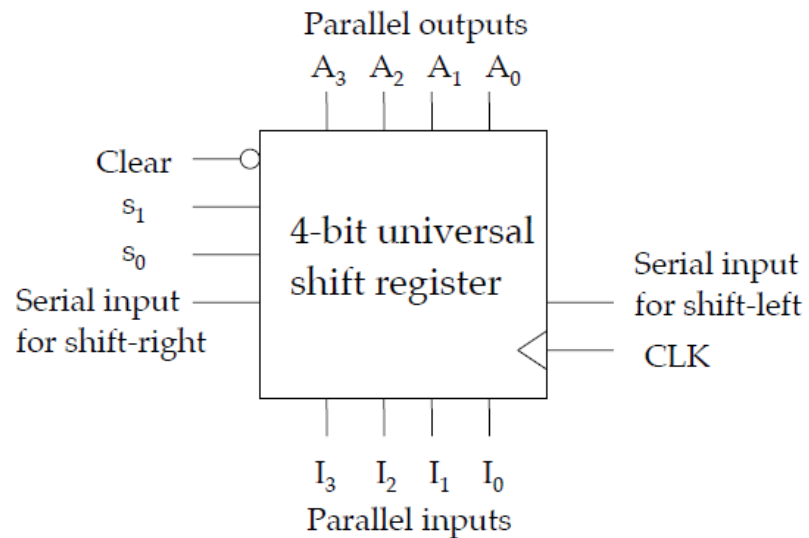 Parallel outputs
A₃ A₂ A₁ A₀
Clear
s₁
s₀
Serial input
for shift-right
4-bit universal
shift register
Serial input
for shift-left
CLK
I₃ I₂ I₁ I₀
Parallel inputs